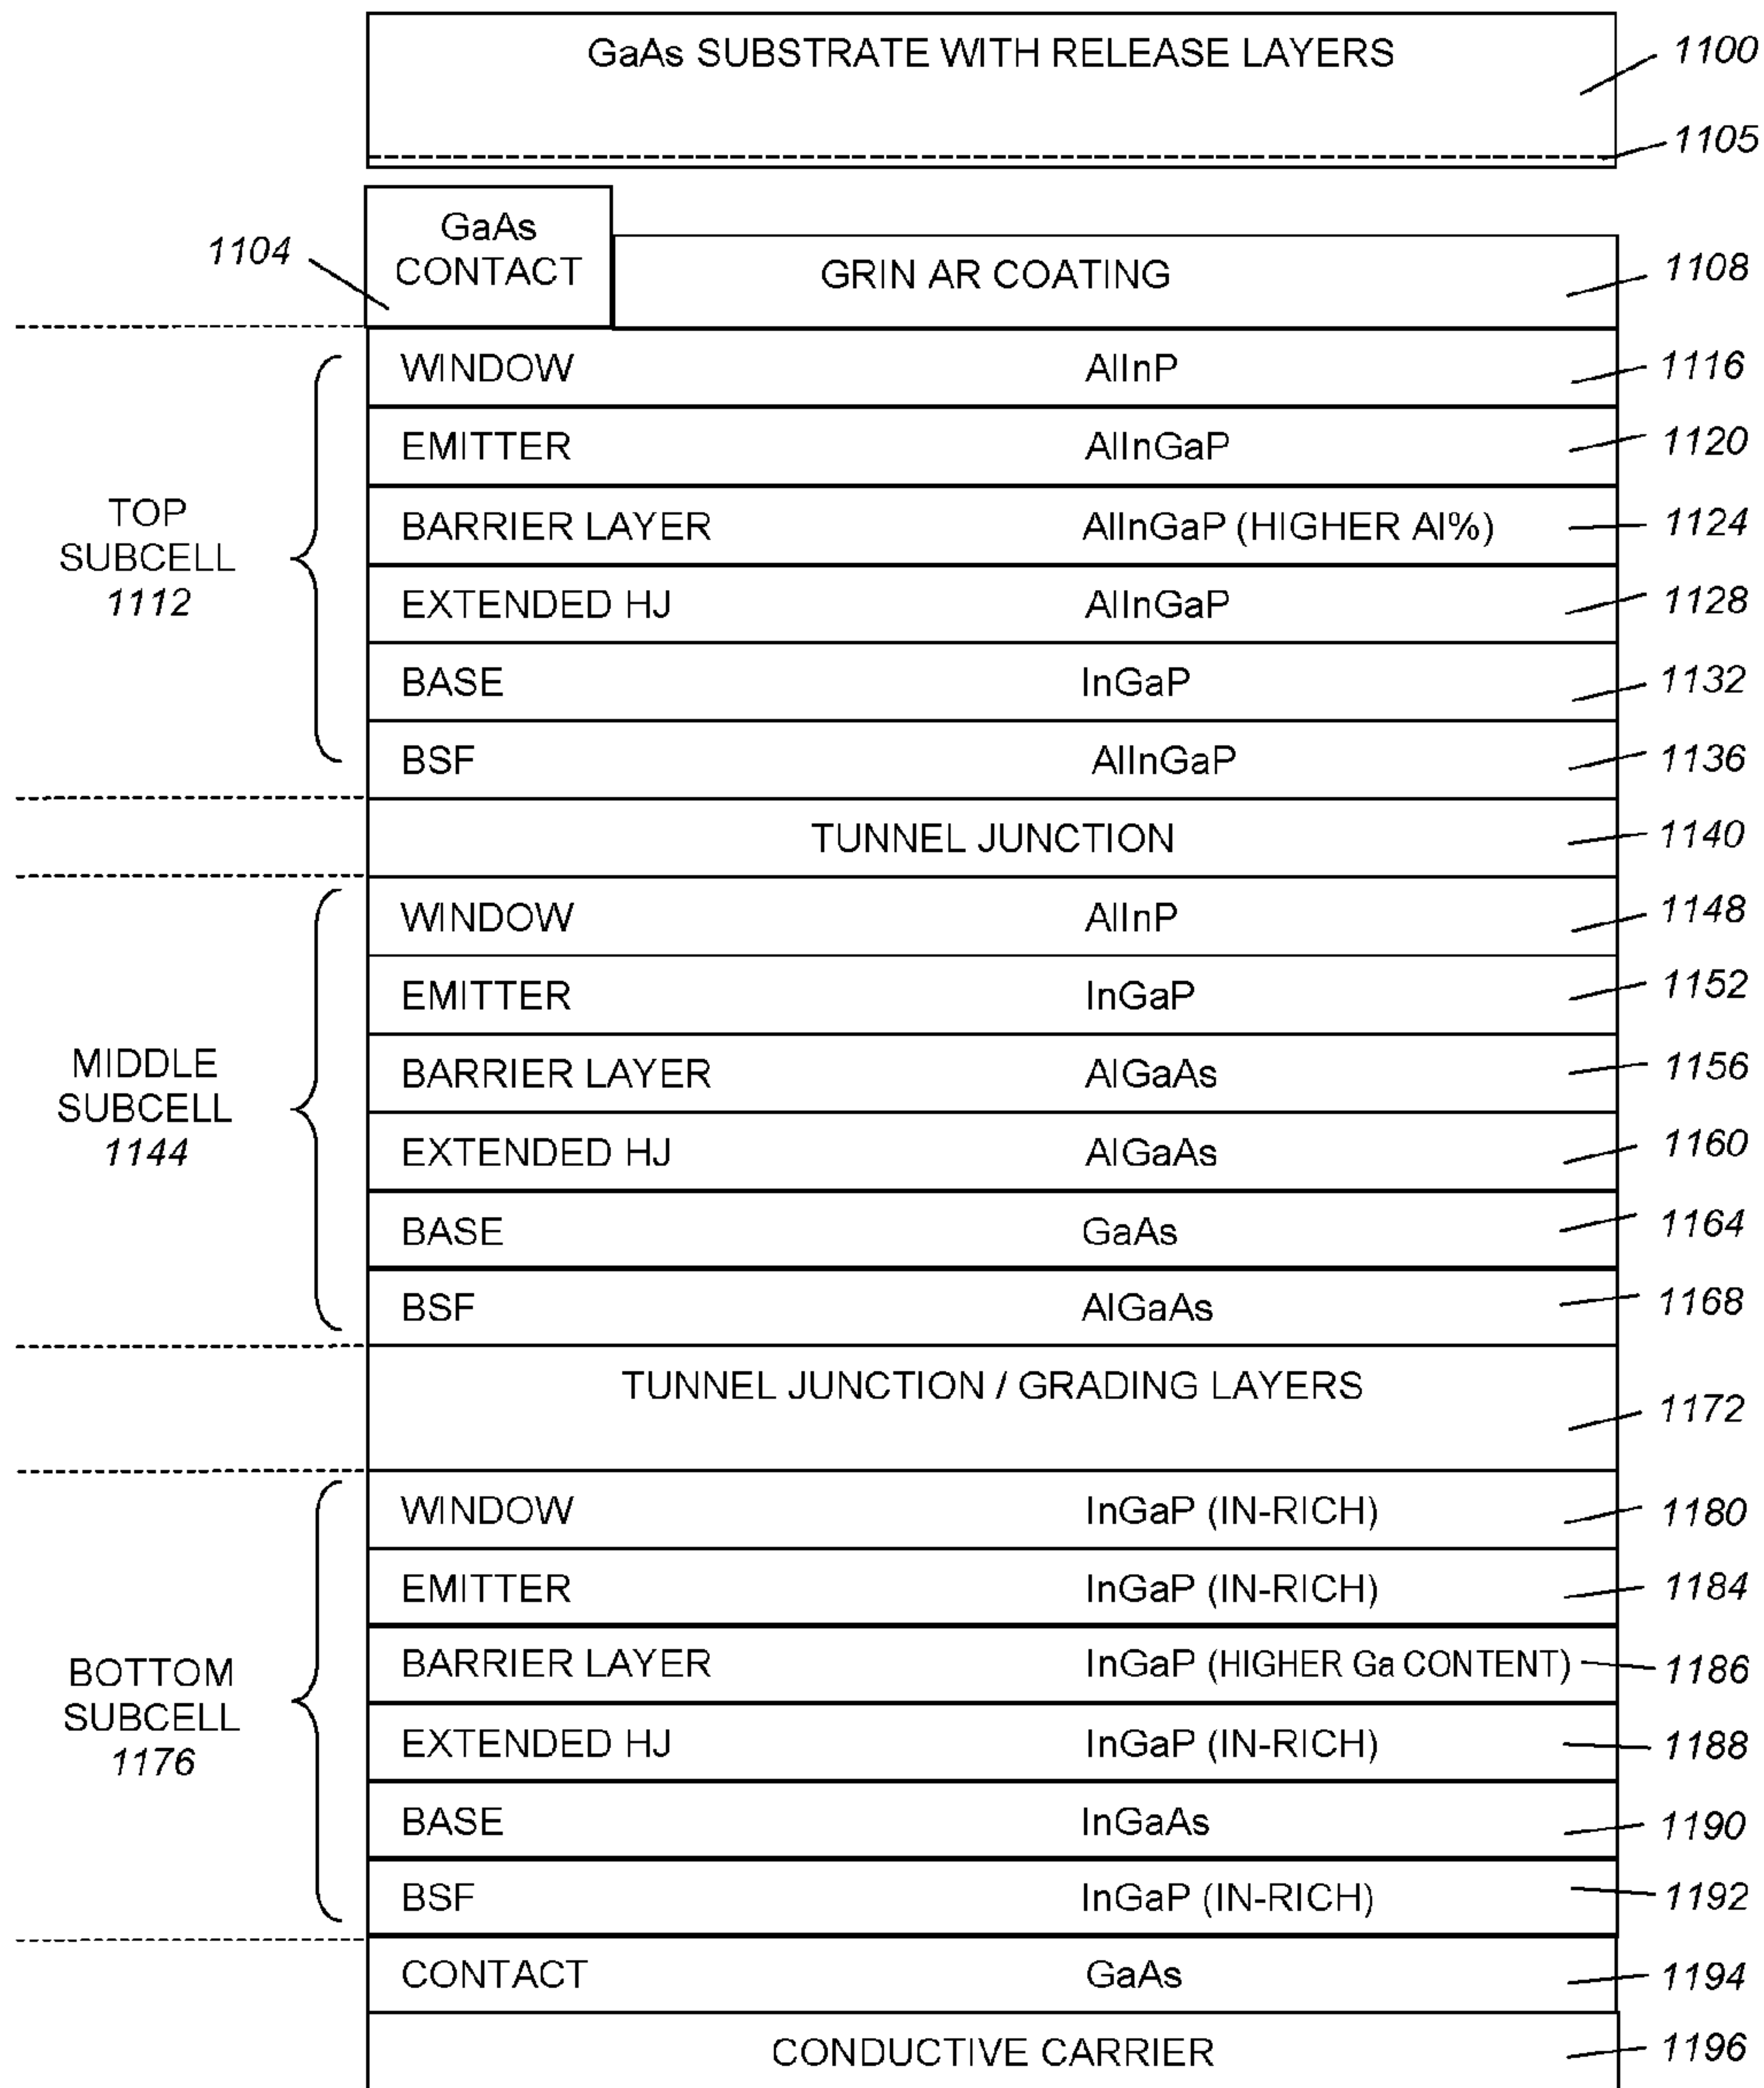 GaAs SUBSTRATE WITH RELEASE LAYERS
1100
1105
GaAs
CONTACT
1104
GRIN AR COATING
1108
TOP
SUBCELL
1112
WINDOW AlInP 1116
EMITTER AlInGaP 1120
BARRIER LAYER AlInGaP (HIGHER Al%) 1124
EXTENDED HJ AlInGaP 1128
BASE InGaP 1132
BSF AlInGaP 1136
TUNNEL JUNCTION 1140
MIDDLE
SUBCELL
1144
WINDOW AlInP 1148
EMITTER InGaP 1152
BARRIER LAYER AlGaAs 1156
EXTENDED HJ AlGaAs 1160
BASE GaAs 1164
BSF AlGaAs 1168
TUNNEL JUNCTION / GRADING LAYERS
1172
BOTTOM
SUBCELL
1176
WINDOW InGaP (IN-RICH) 1180
EMITTER InGaP (IN-RICH) 1184
BARRIER LAYER InGaP (HIGHER Ga CONTENT) 1186
EXTENDED HJ InGaP (IN-RICH) 1188
BASE InGaAs 1190
BSF InGaP (IN-RICH) 1192
CONTACT GaAs 1194
CONDUCTIVE CARRIER 1196